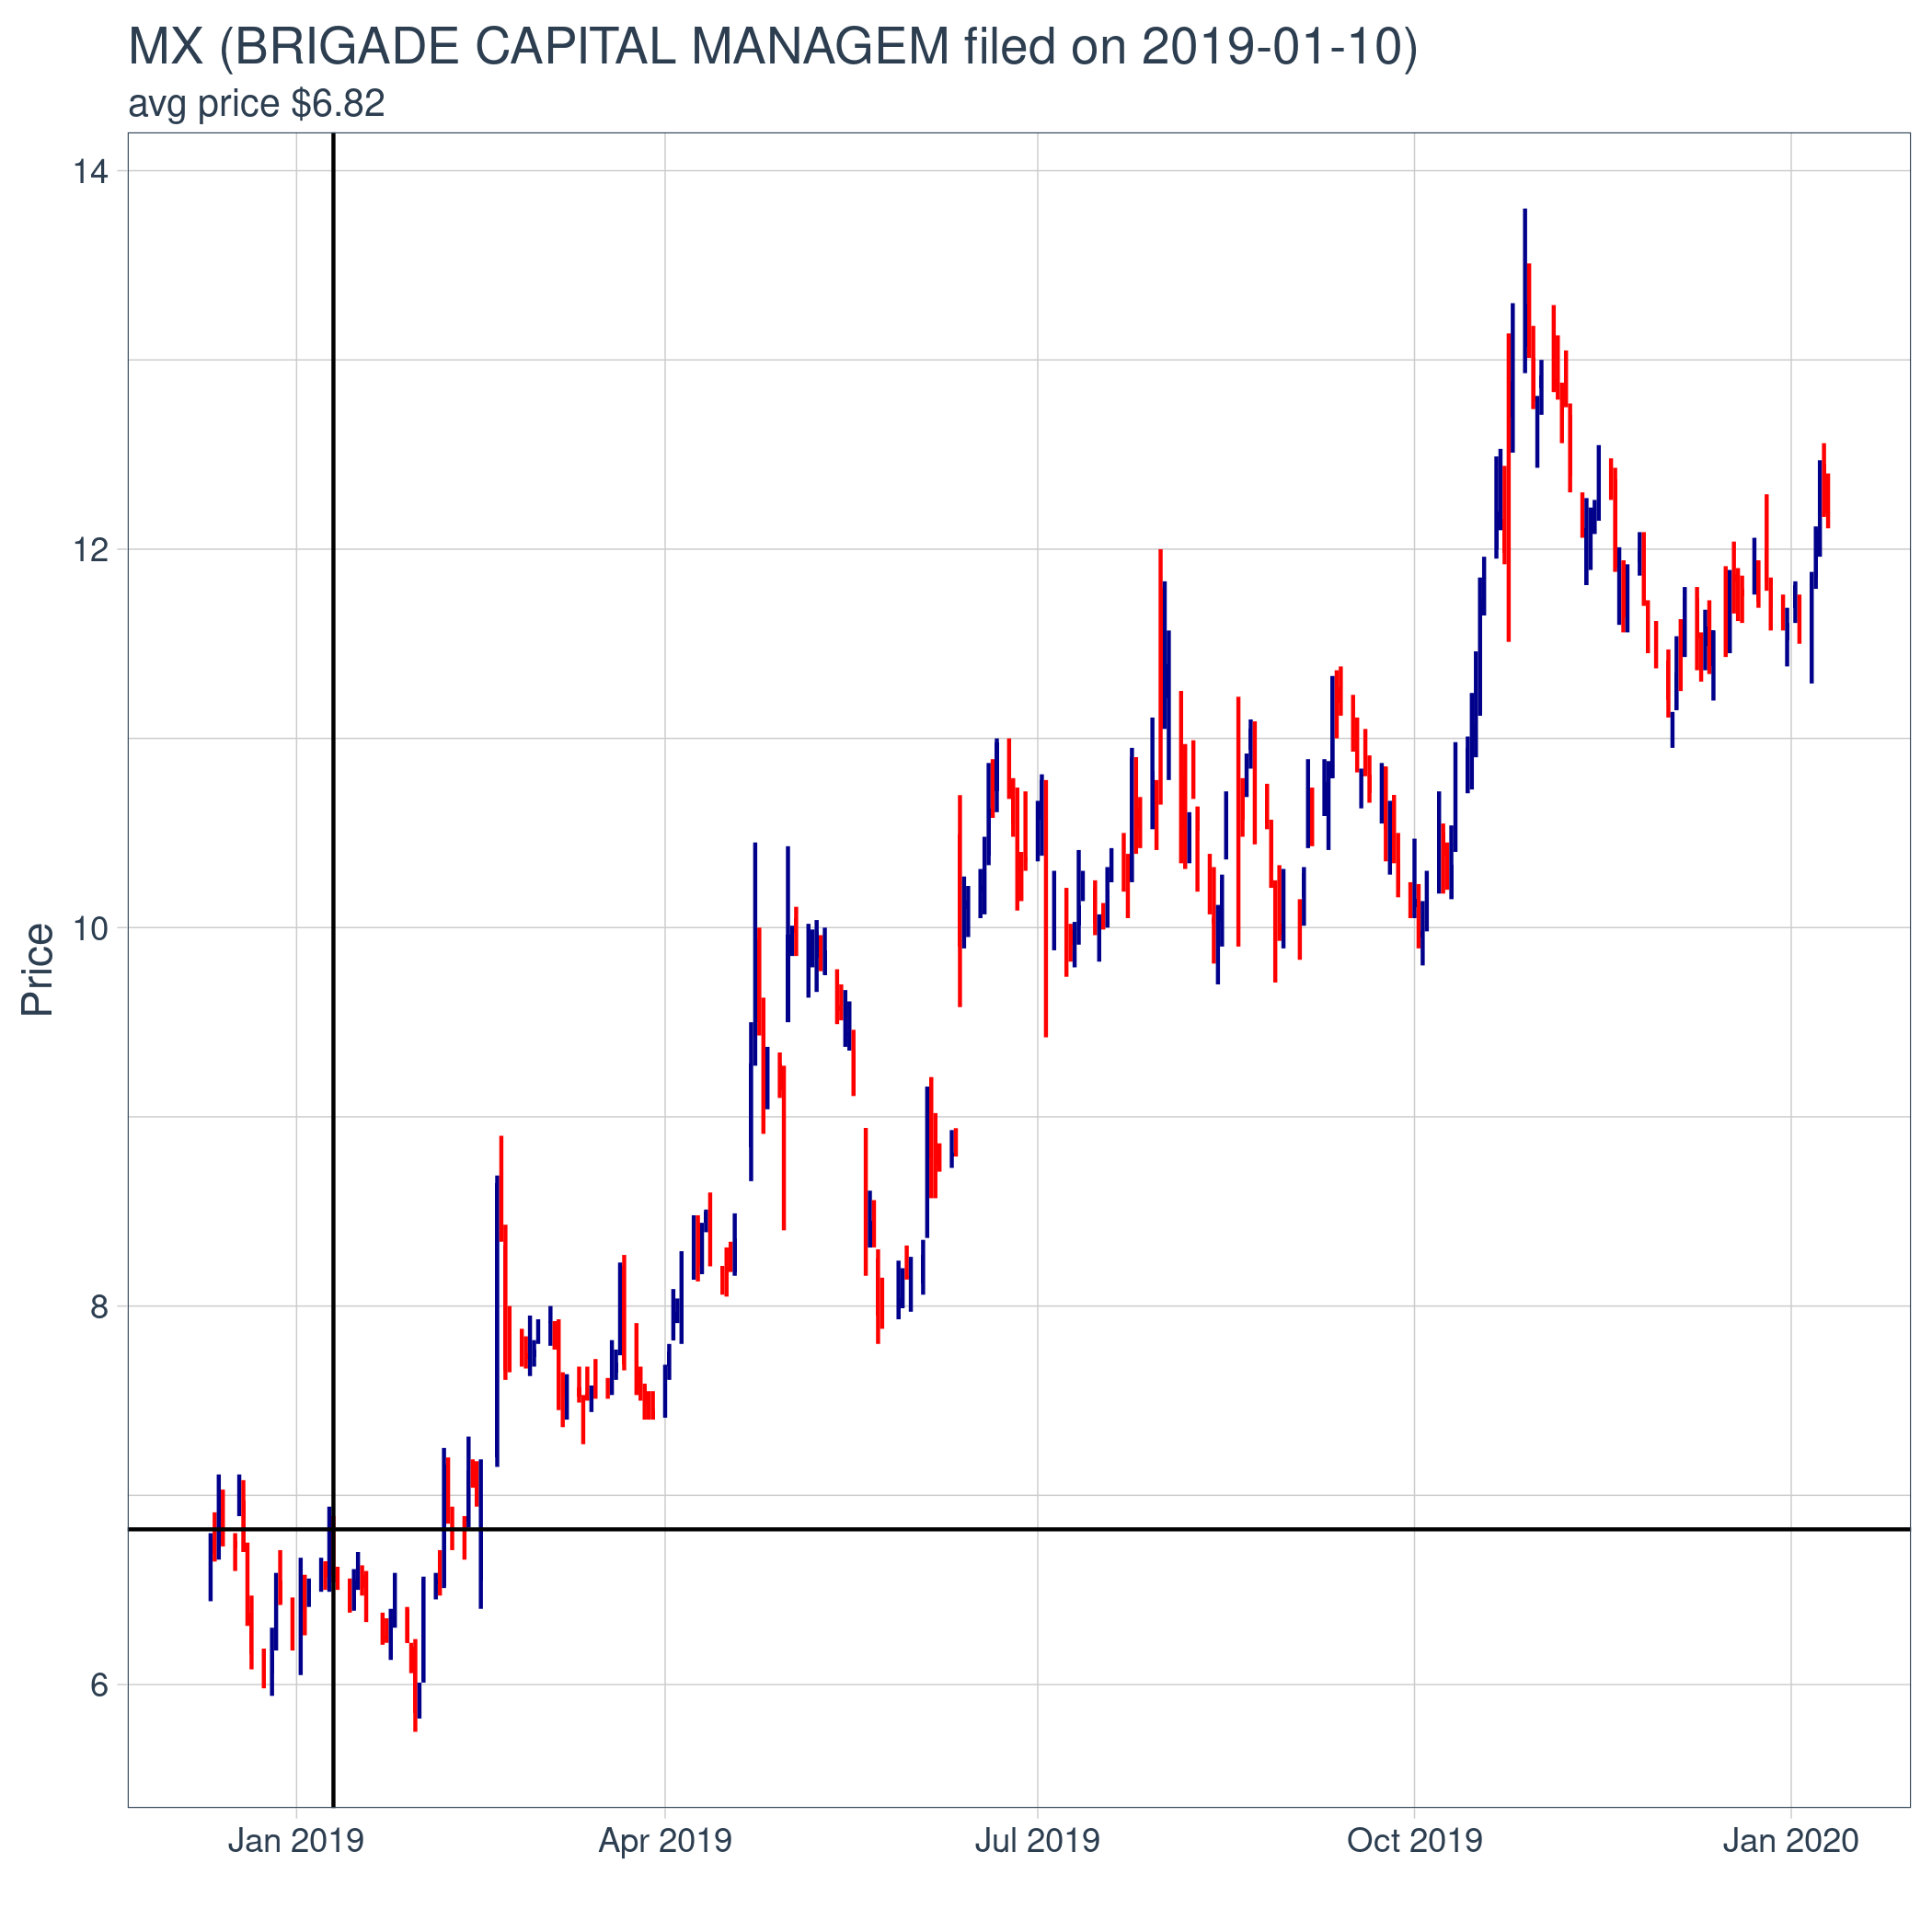 MX (BRIGADE CAPITAL MANAGEM filed on 2019-01-10)
avg price $6.82
14
12
10
8
6
Price
Jan 2019
Apr 2019
Jul 2019
Oct 2019
Jan 2020